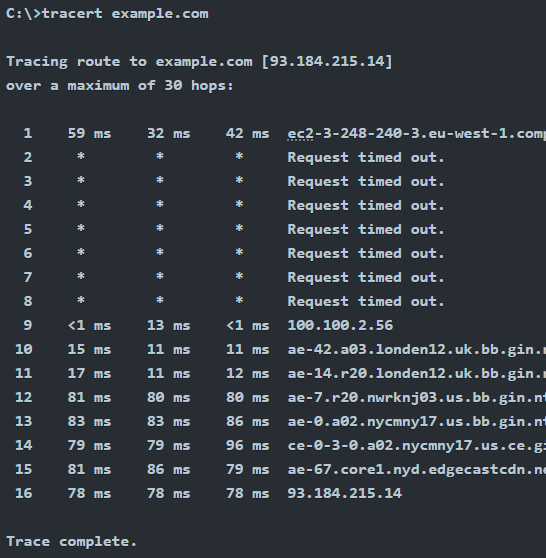 C:\>tracert example.com
Tracing route to example.com [93.184.215.14]
over a maximum of 30 hops:
1 59 ms 32 ms 42 ms ec2-3-248-240-3.eu-west-1.comp
2 * * * Request timed out.
3 * * * Request timed out.
4 * * * Request timed out.
5 * * * Request timed out.
6 * * * Request timed out.
7 * * * Request timed out.
8 * * * Request timed out.
9 <1 ms 13 ms <1 ms 100.100.2.56
10 15 ms 11 ms 11 ms ae-42.a03.londen12.uk.bb.gin.n
11 17 ms 11 ms 12 ms ae-14.r20.londen12.uk.bb.gin.n
12 81 ms 80 ms 80 ms ae-7.r20.nwrknj03.us.bb.gin.nt
13 83 ms 83 ms 86 ms ae-0.a02.nycmny17.us.bb.gin.nt
14 79 ms 79 ms 96 ms ce-0-3-0.a02.nycmny17.us.ce.gi
15 81 ms 86 ms 79 ms ae-67.core1.nyd.edgecastcdn.ne
16 78 ms 78 ms 78 ms 93.184.215.14
Trace complete.